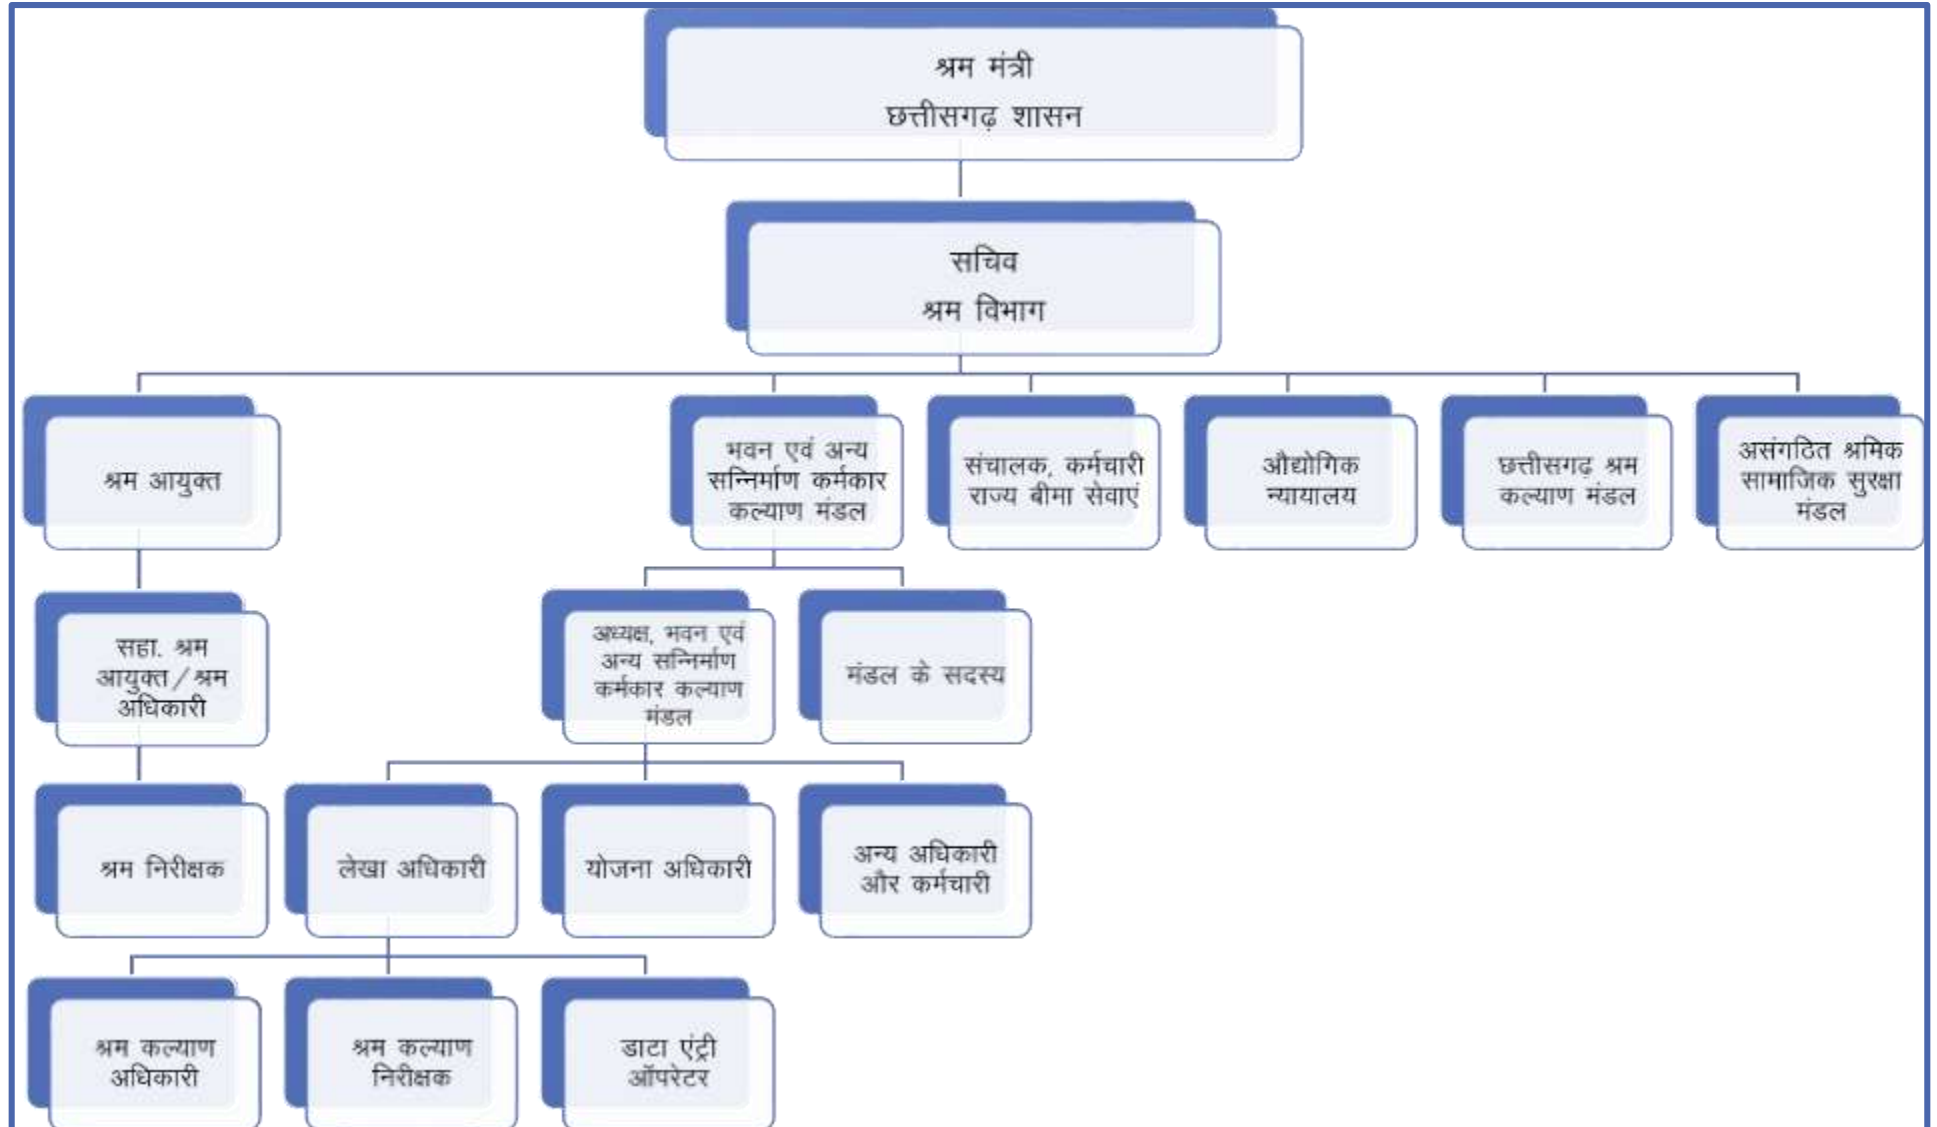 श्रम मंत्री
छत्तीसगढ़ शासन
सचिव
श्रम विभाग
श्रम आयुक्त
भवन एवं अन्य
सन्निर्माण कर्मकार
कल्याण मंडल
संचालक, कर्मचारी
राज्य बीमा सेवाएं
औद्योगिक
न्यायालय
छत्तीसगढ़ श्रम
कल्याण मंडल
असंगठित श्रमिक
सामाजिक सुरक्षा
मंडल
सहा. श्रम
आयुक्त/श्रम
अधिकारी
अध्यक्ष, भवन एवं
अन्य सन्निर्माण
कर्मकार कल्याण
मंडल
मंडल के सदस्य
श्रम निरीक्षक
लेखा अधिकारी
योजना अधिकारी
अन्य अधिकारी
और कर्मचारी
श्रम कल्याण
अधिकारी
श्रम कल्याण
निरीक्षक
डाटा एंट्री
ऑपरेटर